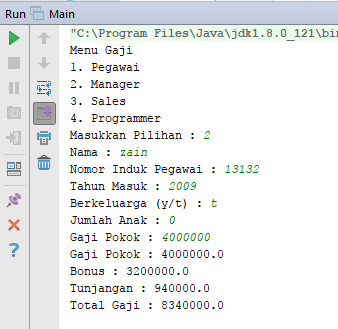 Run Main
"C:\Program Files\Java\jdk1.8.0_121\bin
Menu Gaji
1. Pegawai
2. Manager
3. Sales
4. Programmer
Masukkan Pilihan : 2
Nama : zain
Nomor Induk Pegawai : 13132
Tahun Masuk : 2009
Berkeluarga (y/t) : t
Jumlah Anak : 0
Gaji Pokok : 4000000
Gaji Pokok : 4000000.0
Bonus : 3200000.0
Tunjangan : 940000.0
Total Gaji : 8340000.0